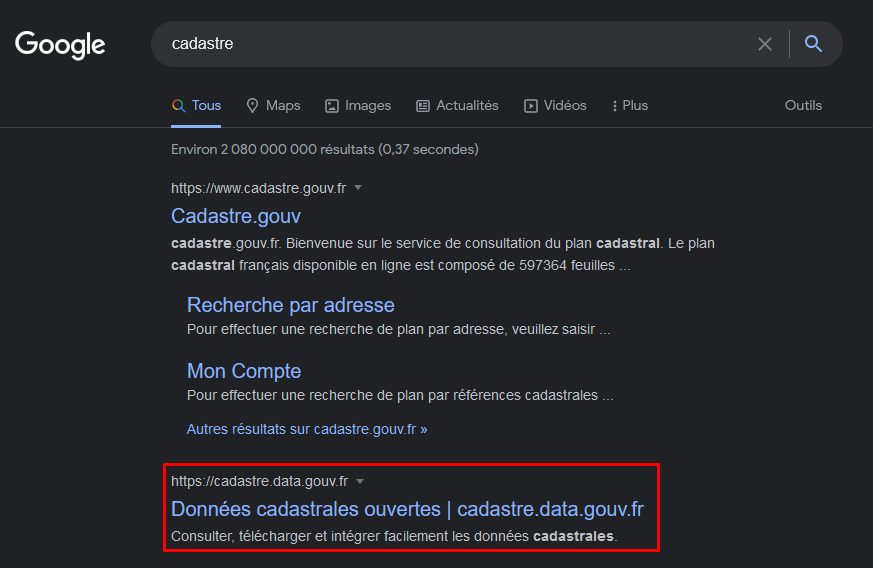 Google
cadastre
Tous Maps Images Actualités Vidéos Plus Outils
Environ 2 080 000 000 résultats (0,37 secondes)
https://www.cadastre.gouv.fr
Cadastre.gouv
cadastre.gouv.fr. Bienvenue sur le service de consultation du plan cadastral. Le plan
cadastral français disponible en ligne est composé de 597364 feuilles ...
Recherche par adresse
Pour effectuer une recherche de plan par adresse, veuillez saisir ...
Mon Compte
Pour effectuer une recherche de plan par références cadastrales ...
Autres résultats sur cadastre.gouv.fr »
https://cadastre.data.gouv.fr
Données cadastrales ouvertes | cadastre.data.gouv.fr
Consulter, télécharger et intégrer facilement les données cadastrales.